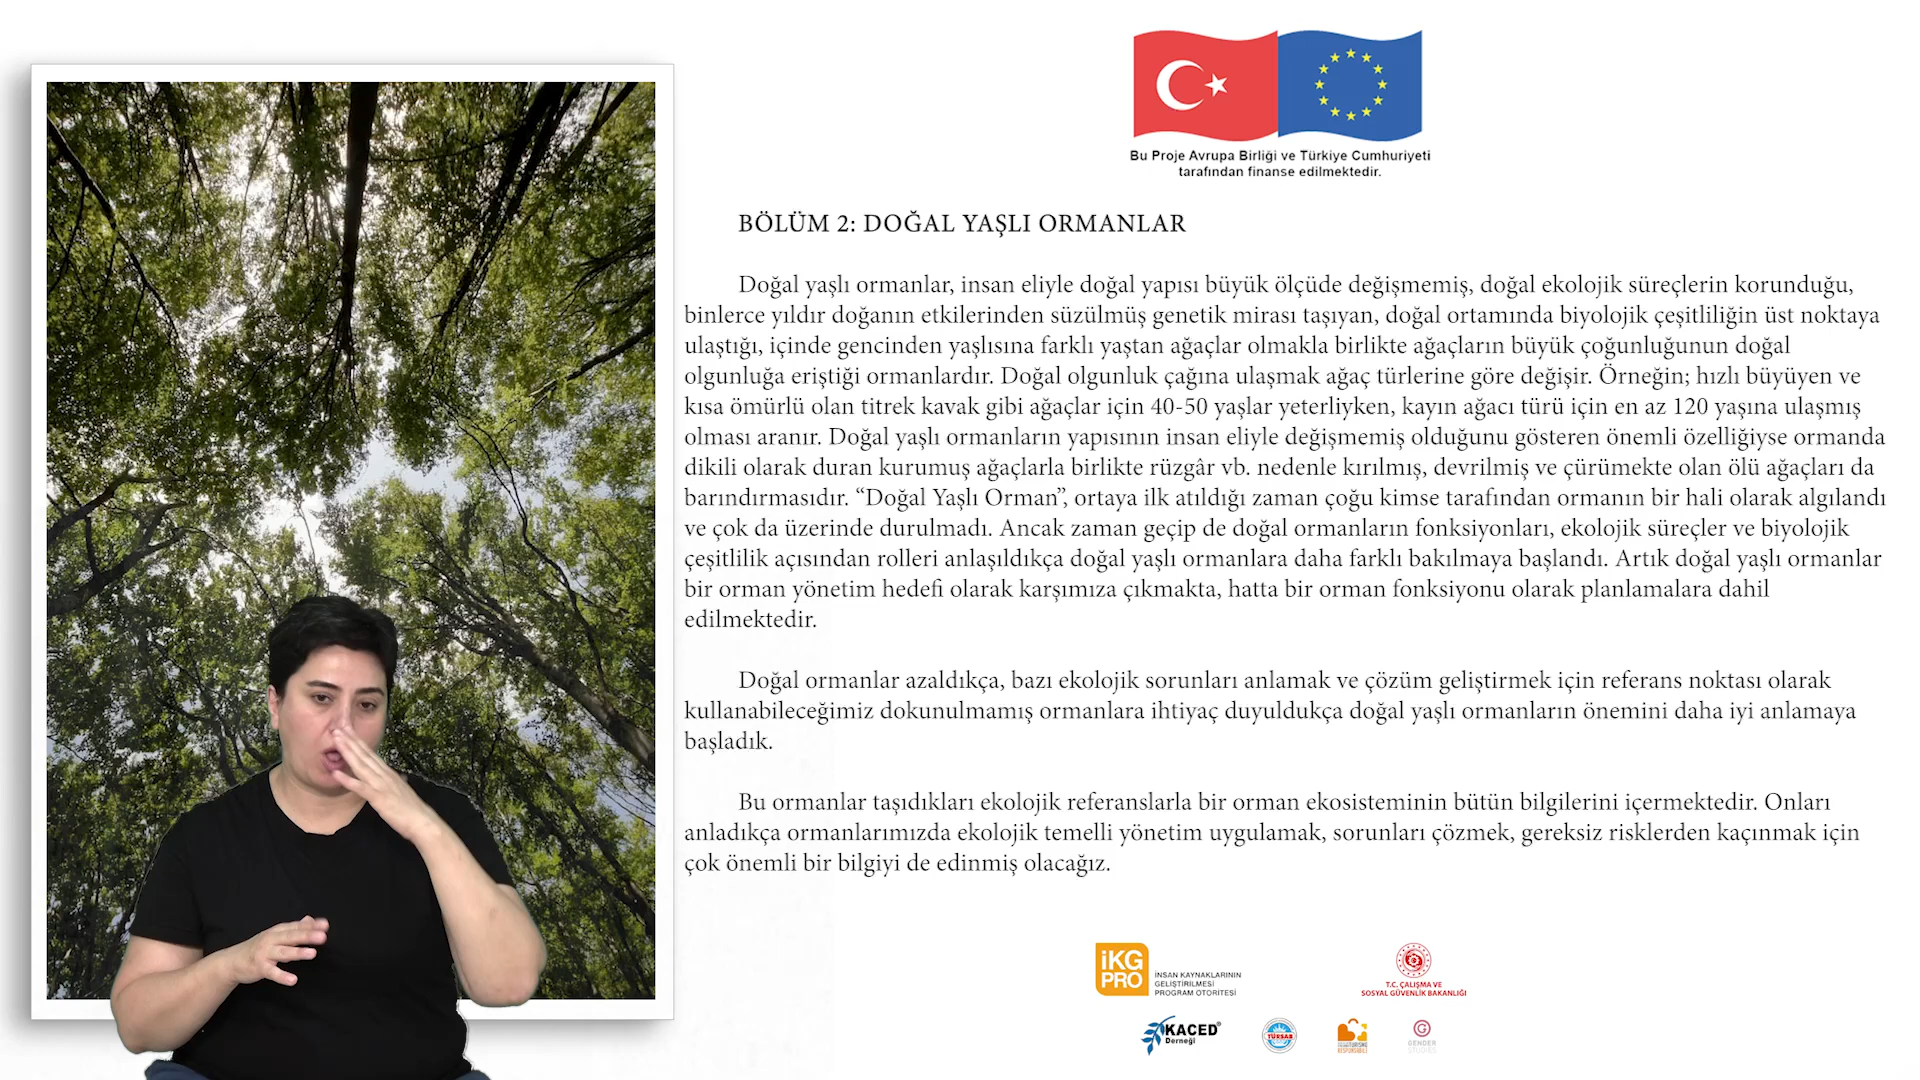 Bu Proje Avrupa Birliği ve Türkiye Cumhuriyeti
tarafından finanse edilmektedir.
BÖLÜM 2: DOĞAL YAŞLI ORMANLAR
Doğal yaşlı ormanlar, insan eliyle doğal yapısı büyük ölçüde değişmemiş, doğal ekolojik süreçlerin korunduğu,
binlerce yıldır doğanın etkilerinden süzülmüş genetik mirası taşıyan, doğal ortamında biyolojik çeşitliliğin üst noktaya
ulaştığı, içinde gencinden yaşlısına farklı yaştan ağaçlar olmakla birlikte ağaçların büyük çoğunluğunun doğal
olgunluğa eriştiği ormanlardır. Doğal olgunluk çağına ulaşmak ağaç türlerine göre değişir. Örneğin; hızlı büyüyen ve
kısa ömürlü olan titrek kavak gibi ağaçlar için 40-50 yaşlar yeterliyken, kayın ağacı türü için en az 120 yaşına ulaşmış
olması aranır. Doğal yaşlı ormanların yapısının insan eliyle değişmemiş olduğunu gösteren önemli özelliğiyse ormanda
dikili olarak duran kurumuş ağaçlarla birlikte rüzgâr vb. nedenle kırılmış, devrilmiş ve çürümekte olan ölü ağaçları da
barındırmasıdır. “Doğal Yaşlı Orman”, ortaya ilk atıldığı zaman çoğu kimse tarafından ormanın bir hali olarak algılandı
ve çok da üzerinde durulmadı. Ancak zaman geçip de doğal ormanların fonksiyonları, ekolojik süreçler ve biyolojik
çeşitlilik açısından rolleri anlaşıldıkça doğal yaşlı ormanlara daha farklı bakılmaya başlandı. Artık doğal yaşlı ormanlar
bir orman yönetim hedefi olarak karşımıza çıkmakta, hatta bir orman fonksiyonu olarak planlamalara dahil
edilmektedir.
Doğal ormanlar azaldıkça, bazı ekolojik sorunları anlamak ve çözüm geliştirmek için referans noktası olarak
kullanabileceğimiz dokunulmamış ormanlara ihtiyaç duyuldukça doğal yaşlı ormanların önemini daha iyi anlamaya
başladık.
Bu ormanlar taşıdıkları ekolojik referanslarla bir orman ekosisteminin bütün bilgilerini içermektedir. Onları
anladıkça ormanlarımızda ekolojik temelli yönetim uygulamak, sorunları çözmek, gereksiz risklerden kaçınmak için
çok önemli bir bilgiyi de edinmiş olacağız.
iKG
PRO
İNSAN KAYNAKLARININ
GELİŞTİRİLMESİ
PROGRAM OTORİTESİ
T.C. ÇALIŞMA VE
SOSYAL GÜVENLİK BAKANLIĞI
KACED®
Derneği
TÜRSAB
G
GENDER
STUDIES